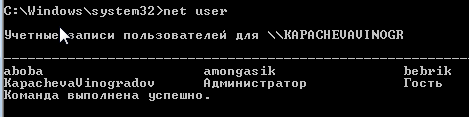 C:\Windows\system32>net user
Учетные записи пользователей для \\KAPACHEVAVINOGR
-------------------------------------------------------------------------------
aboba amongasik bebrik
KapachevaVinogradov Администратор Гость
Команда выполнена успешно.